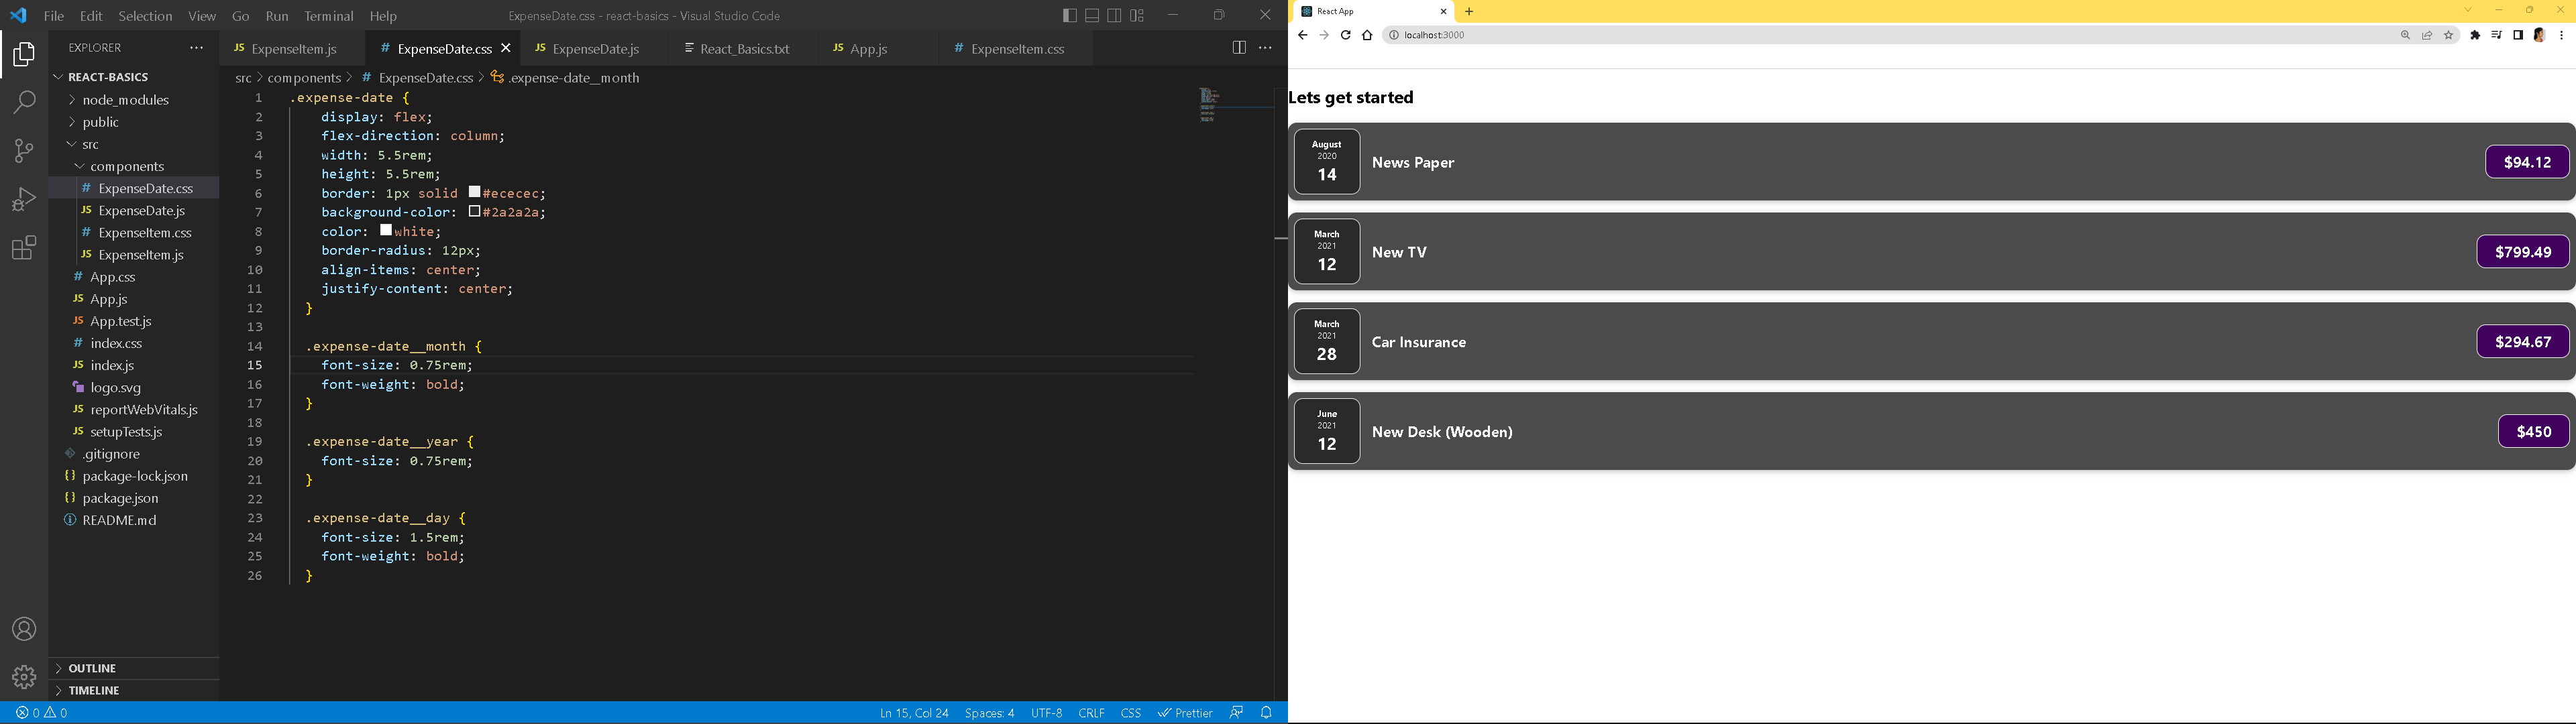 File Edit Selection View Go Run Terminal Help ExpenseDate.css - react-basics - Visual Studio Code
EXPLORER
ExpenseItem.js ExpenseDate.css ExpenseDate.js React_Basics.txt App.js ExpenseItem.css
src > components > ExpenseDate.css > .expense-date__month
REACT-BASICS
node_modules
public
src
components
ExpenseDate.css
ExpenseDate.js
ExpenseItem.css
ExpenseItem.js
App.css
App.js
App.test.js
index.css
index.js
logo.svg
reportWebVitals.js
setupTests.js
.gitignore
package-lock.json
package.json
README.md
OUTLINE
TIMELINE
1 .expense-date {
2 display: flex;
3 flex-direction: column;
4 width: 5.5rem;
5 height: 5.5rem;
6 border: 1px solid #ececec;
7 background-color: #2a2a2a;
8 color: white;
9 border-radius: 12px;
10 align-items: center;
11 justify-content: center;
12 }
13
14 .expense-date__month {
15 font-size: 0.75rem;
16 font-weight: bold;
17 }
18
19 .expense-date__year {
20 font-size: 0.75rem;
21 }
22
23 .expense-date__day {
24 font-size: 1.5rem;
25 font-weight: bold;
26 }
0 0 Ln 15, Col 24 Spaces: 4 UTF-8 CRLF CSS Prettier
React App
localhost:3000
Lets get started
August
2020
14
News Paper
$94.12
March
2021
12
New TV
$799.49
March
2021
28
Car Insurance
$294.67
June
2021
12
New Desk (Wooden)
$450